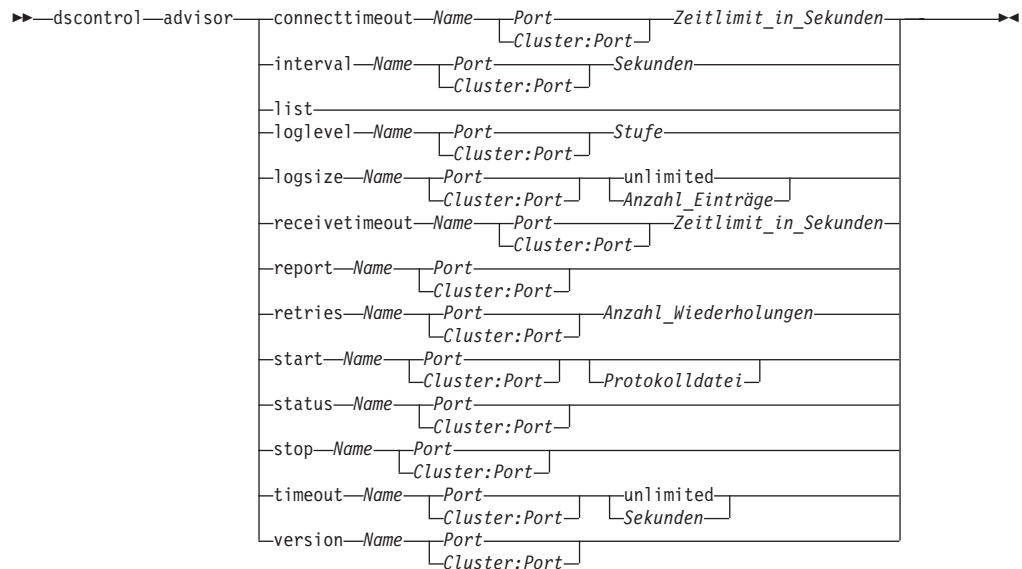 dscontrol advisor connecttimeout Name Port Zeitlimit_in_Sekunden
Cluster:Port
interval Name Port Sekunden
Cluster:Port
list
loglevel Name Port Stufe
Cluster:Port
logsize Name Port unlimited
Cluster:Port Anzahl_Einträge
receivetimeout Name Port Zeitlimit_in_Sekunden
Cluster:Port
report Name Port
Cluster:Port
retries Name Port Anzahl_Wiederholungen
Cluster:Port
start Name Port
Cluster:Port Protokolldatei
status Name Port
Cluster:Port
stop Name Port
Cluster:Port
timeout Name Port unlimited
Cluster:Port Sekunden
version Name Port
Cluster:Port